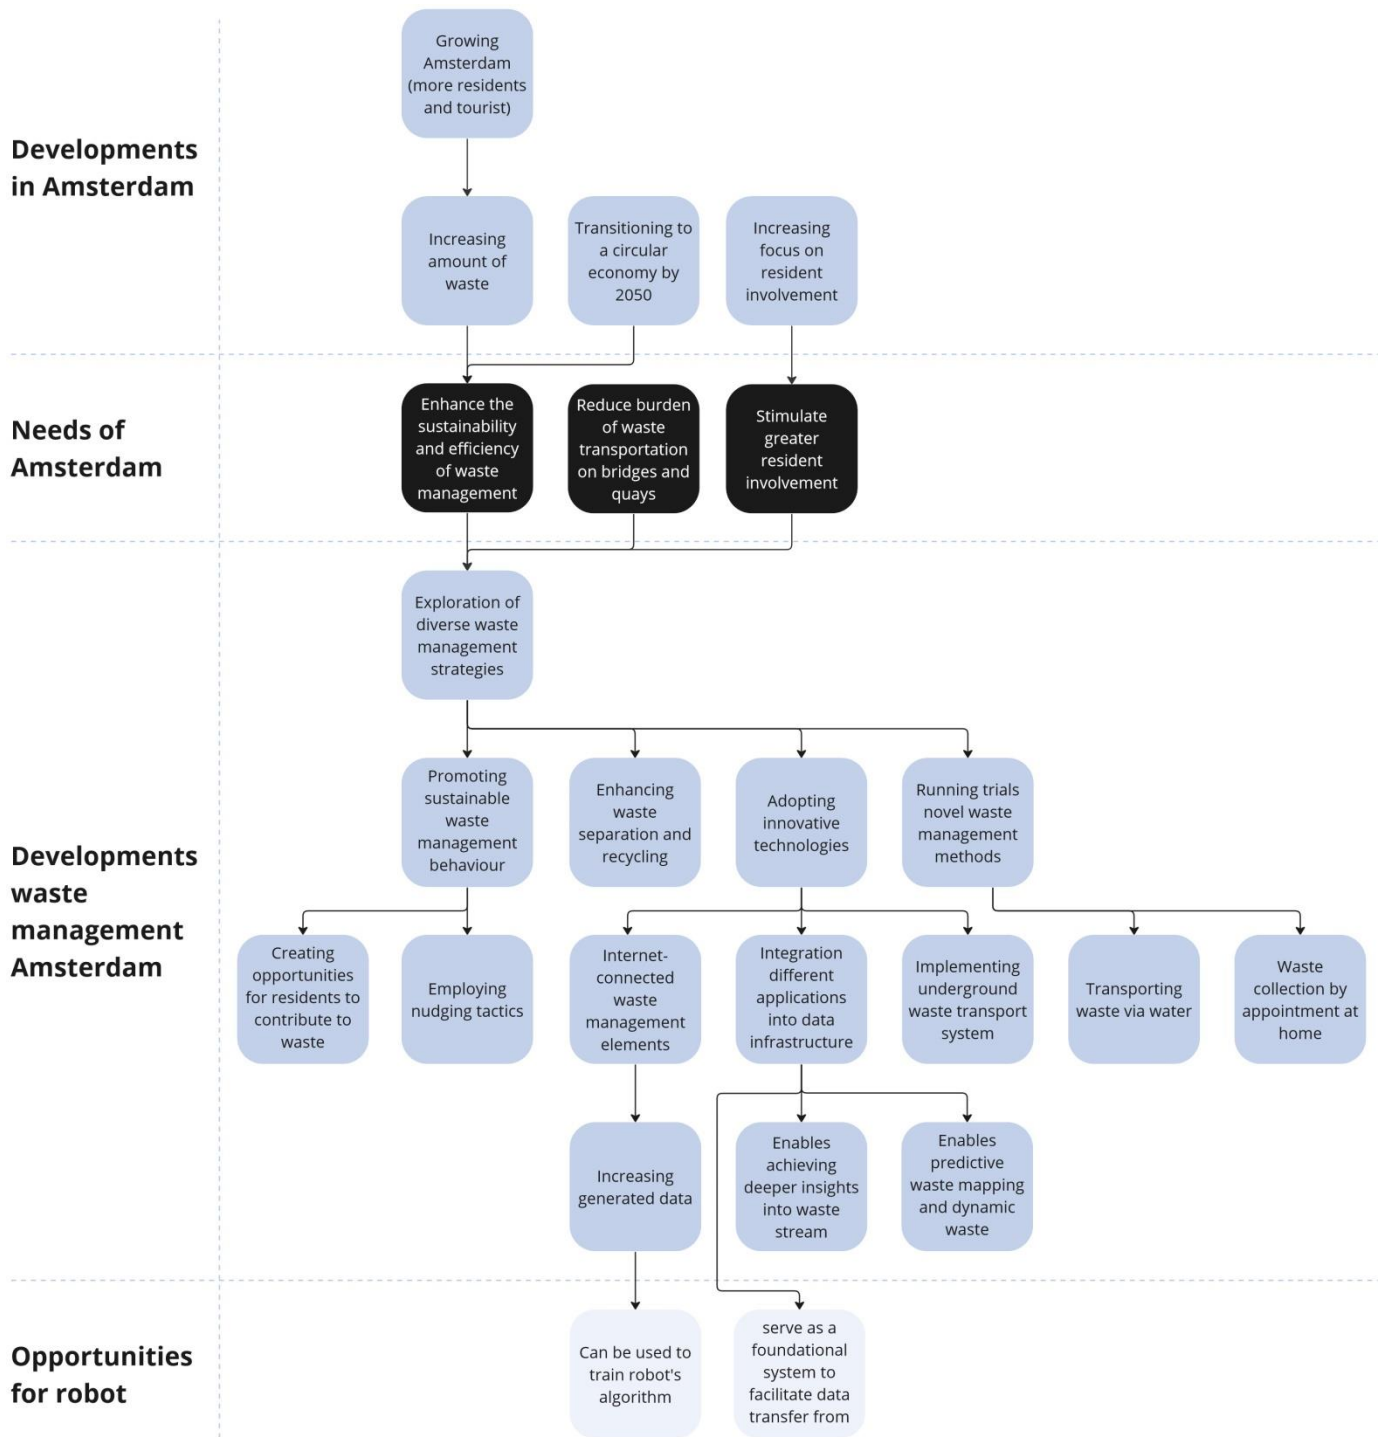 Developments
in Amsterdam
Growing
Amsterdam
(more residents
and tourist)
Increasing
amount of
waste
Transitioning to
a circular
economy by
2050
Increasing
focus on
resident
involvement
Needs of
Amsterdam
Enhance the
sustainability
and efficiency
of waste
management
Reduce burden
of waste
transportation
on bridges and
quays
Stimulate
greater
resident
involvement
Developments
waste
management
Amsterdam
Exploration of
diverse waste
management
strategies
Promoting
sustainable
waste
management
behaviour
Enhancing
waste
separation and
recycling
Adopting
innovative
technologies
Running trials
novel waste
management
methods
Creating
opportunities
for residents to
contribute to
waste
Employing
nudging tactics
Internet-
connected
waste
management
elements
Integration
different
applications
into data
infrastructure
Implementing
underground
waste transport
system
Transporting
waste via water
Waste
collection by
appointment at
home
Increasing
generated data
Enables
achieving
deeper insights
into waste
stream
Enables
predictive
waste mapping
and dynamic
waste
Opportunities
for robot
Can be used to
train robot's
algorithm
serve as a
foundational
system to
facilitate data
transfer from